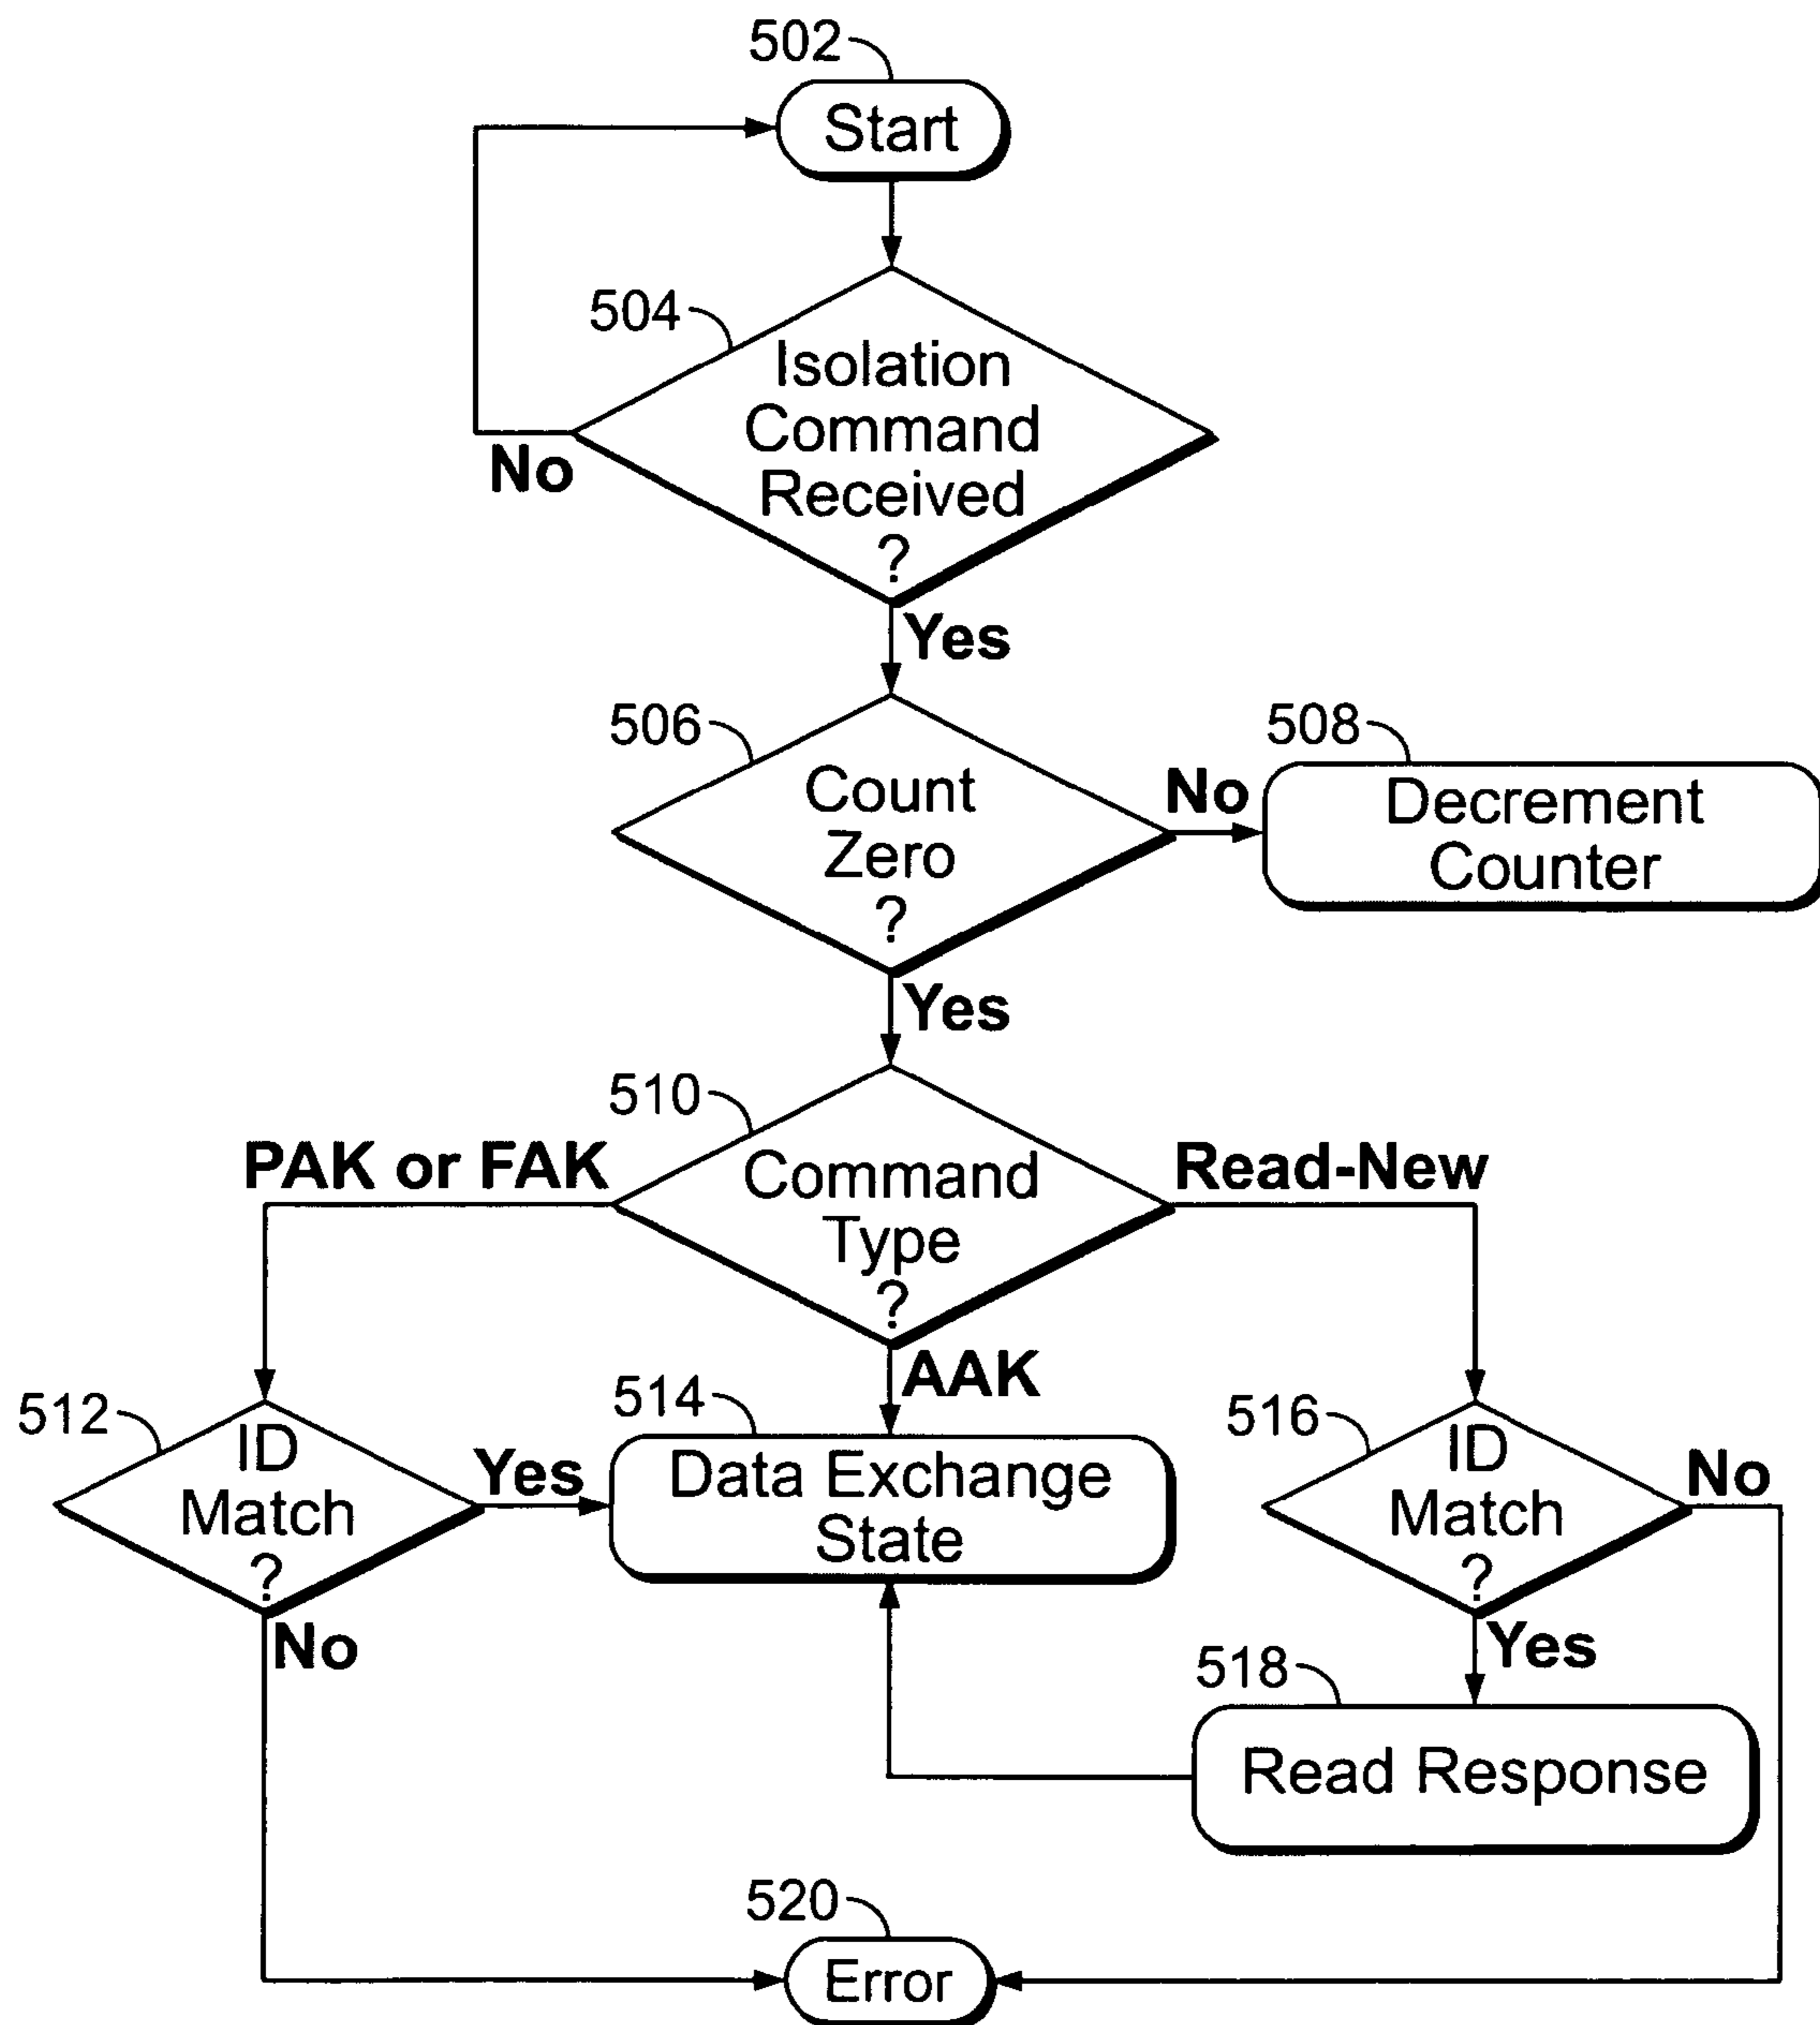 502
Start
504
Isolation
Command
Received
?
No
Yes
506
Count
Zero
?
No
508
Decrement
Counter
Yes
510
Command
Type
?
PAK or FAK
Read-New
AAK
512
ID
Match
?
Yes
No
514
Data Exchange
State
516
ID
Match
?
No
Yes
518
Read Response
520
Error